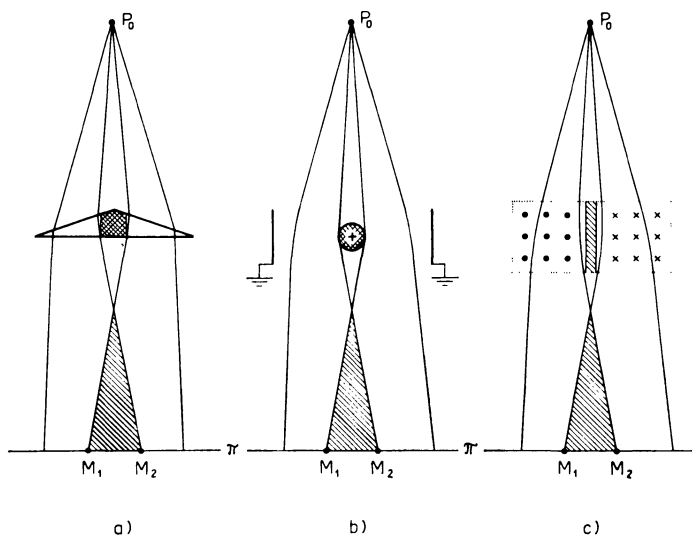 P₀ P₀ P₀
+
π π
M₁ M₂ M₁ M₂ M₁ M₂
a) b) c)